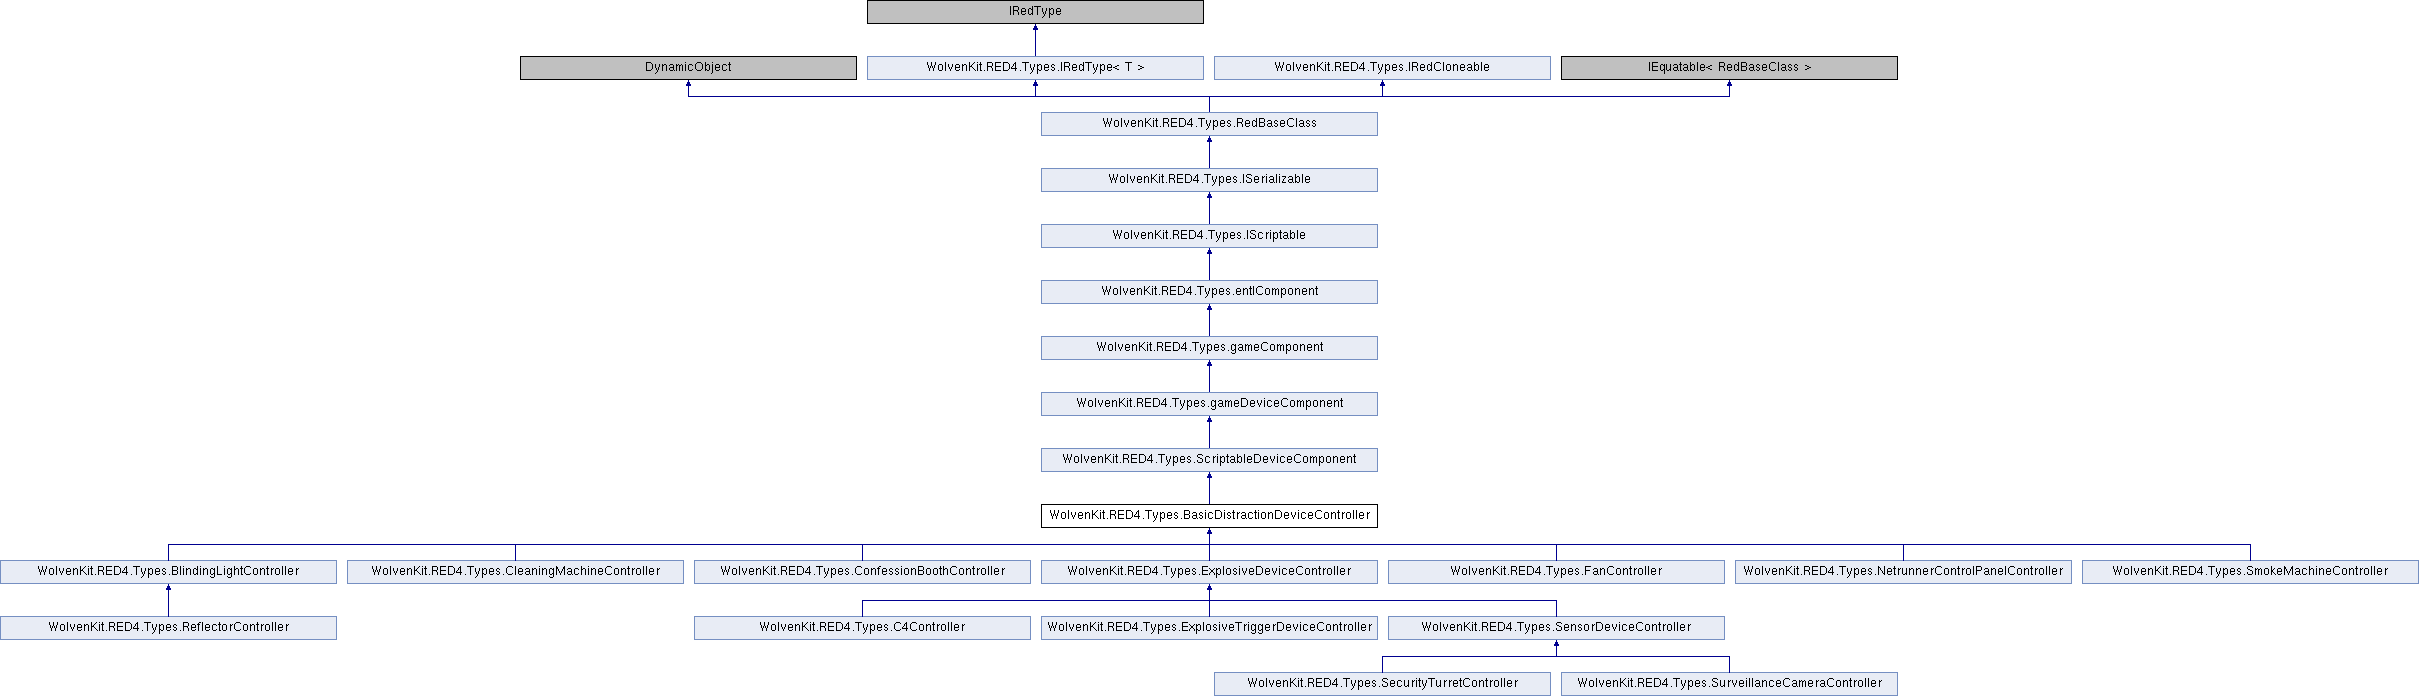 IRedType
DynamicObject
WolvenKit.RED4.Types.IRedType< T >
WolvenKit.RED4.Types.IRedCloneable
IEquatable< RedBaseClass >
WolvenKit.RED4.Types.RedBaseClass
WolvenKit.RED4.Types.ISerializable
WolvenKit.RED4.Types.IScriptable
WolvenKit.RED4.Types.entIComponent
WolvenKit.RED4.Types.gameComponent
WolvenKit.RED4.Types.gameDeviceComponent
WolvenKit.RED4.Types.ScriptableDeviceComponent
WolvenKit.RED4.Types.BasicDistractionDeviceController
WolvenKit.RED4.Types.BlindingLightController
WolvenKit.RED4.Types.CleaningMachineController
WolvenKit.RED4.Types.ConfessionBoothController
WolvenKit.RED4.Types.ExplosiveDeviceController
WolvenKit.RED4.Types.FanController
WolvenKit.RED4.Types.NetrunnerControlPanelController
WolvenKit.RED4.Types.SmokeMachineController
WolvenKit.RED4.Types.ReflectorController
WolvenKit.RED4.Types.C4Controller
WolvenKit.RED4.Types.ExplosiveTriggerDeviceController
WolvenKit.RED4.Types.SensorDeviceController
WolvenKit.RED4.Types.SecurityTurretController
WolvenKit.RED4.Types.SurveillanceCameraController